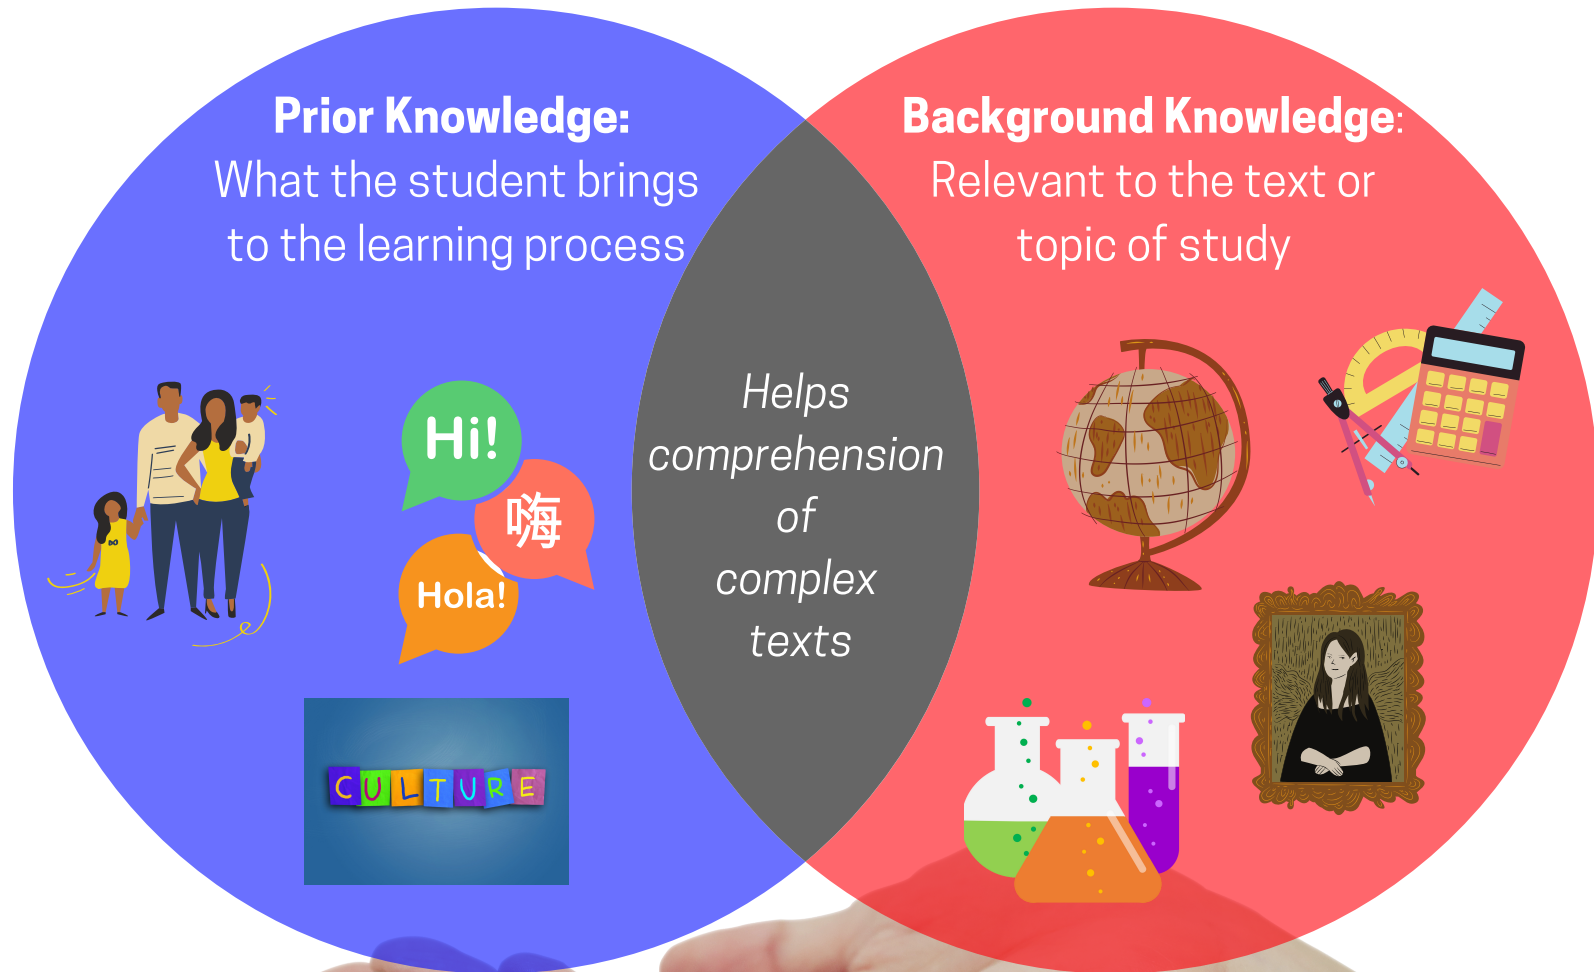 Prior Knowledge:
What the student brings
to the learning process
Background Knowledge:
Relevant to the text or
topic of study
Helps
comprehension
of
complex
texts
Hi!
嗨
Hola!
CULTURE